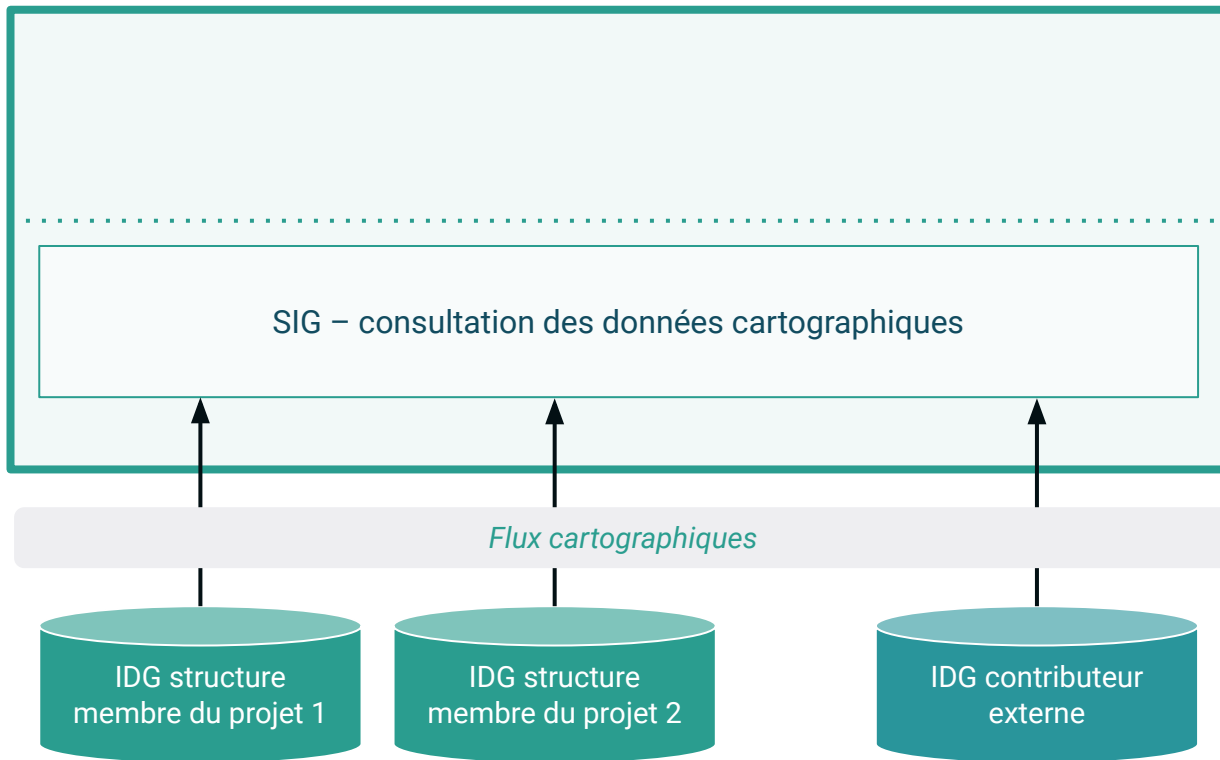 SIG – consultation des données cartographiques
Flux cartographiques
IDG structure
membre du projet 1
IDG structure
membre du projet 2
IDG contributeur
externe